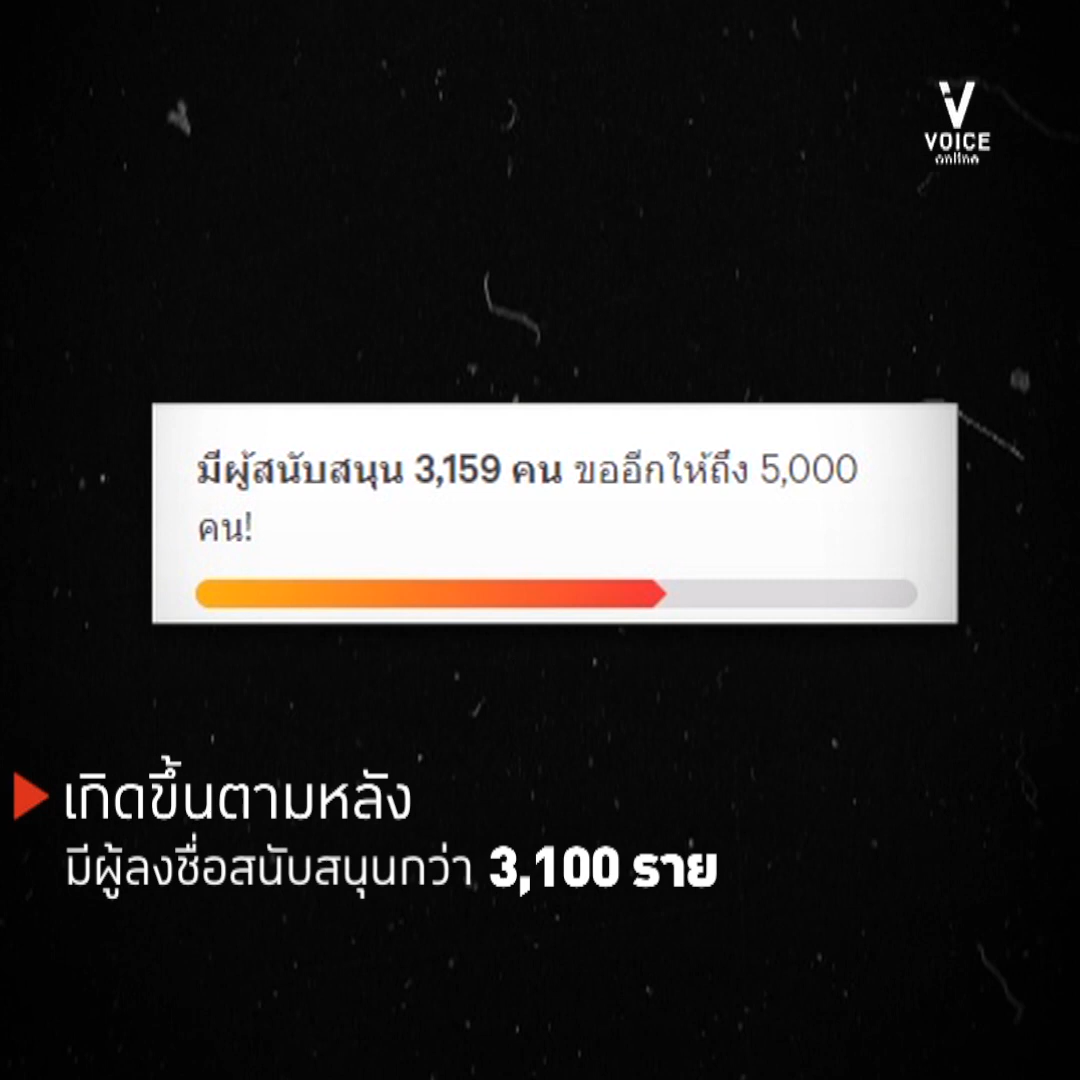 VOICE
online
มีผู้สนับสนุน 3,159 คน ขออีกให้ถึง 5,000
คน!
เกิดขึ้นตามหลัง
มีผู้ลงชื่อสนับสนุนกว่า 3,100 ราย